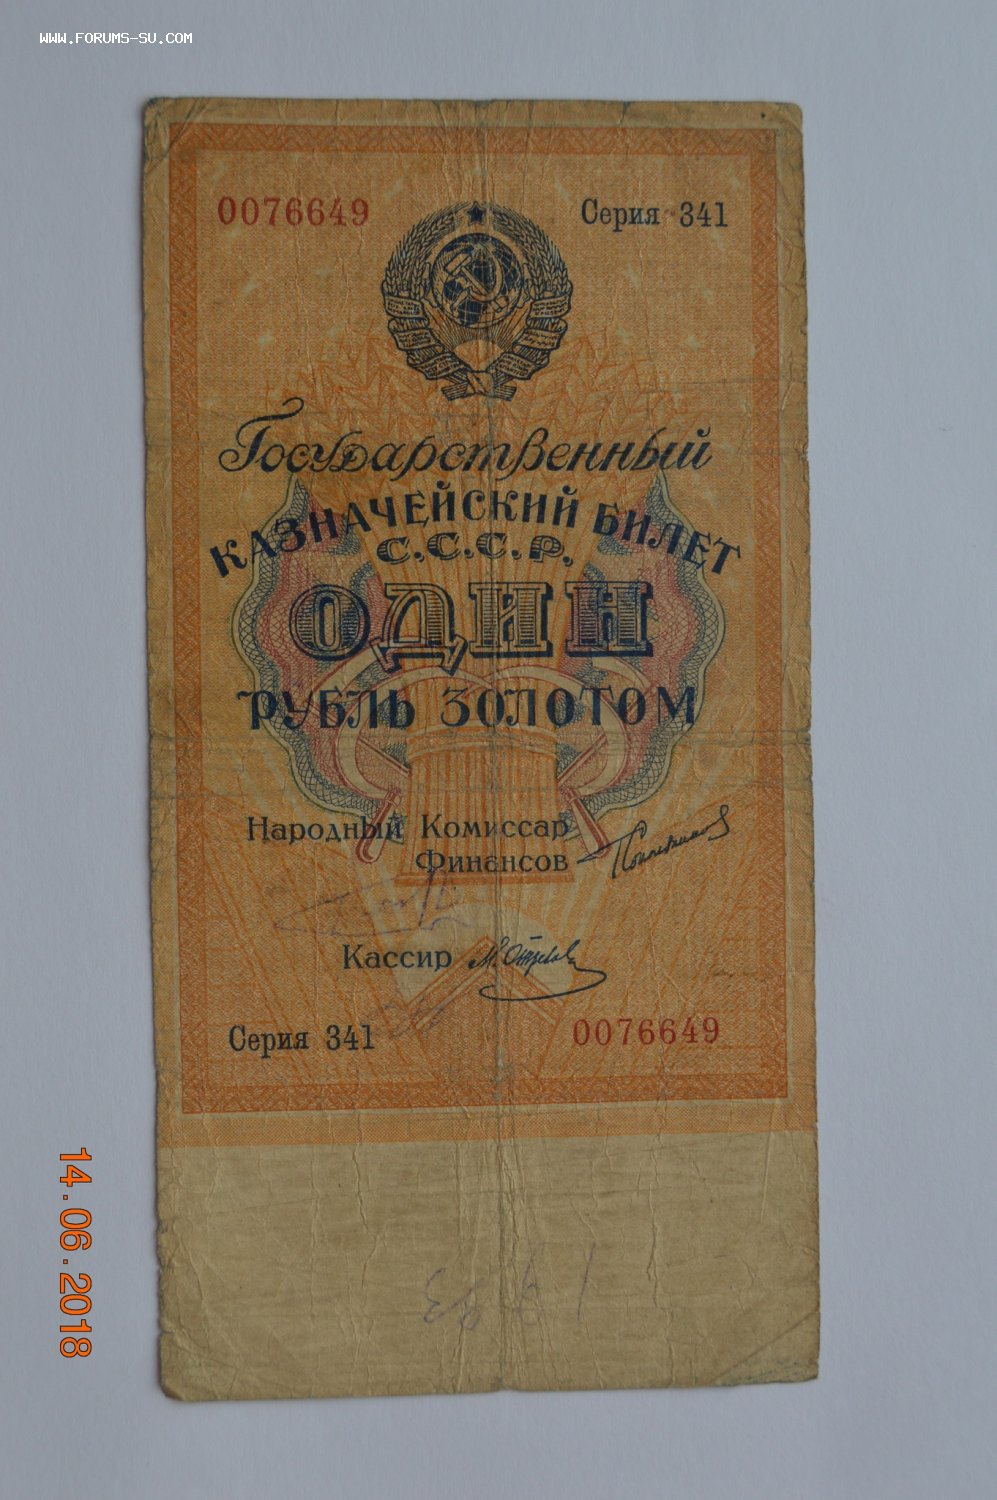 WWW.FORUMS-SU.COM
0076649 Серия 341
Государственный
КАЗНАЧЕЙСКИЙ БИЛЕТ
С.С.С.Р.
ОДИН
РУБЛЬ ЗОЛОТОМ
Народный Комиссар
Финансов
Кассир
Серия 341 0076649
14.06.2018